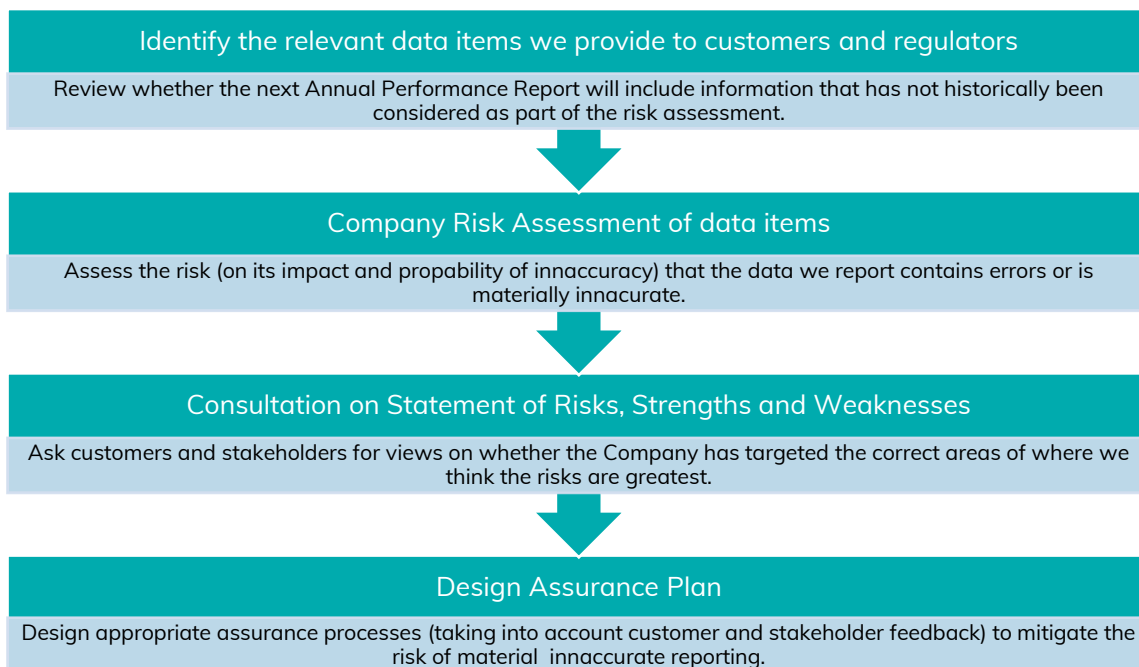 Identify the relevant data items we provide to customers and regulators
Review whether the next Annual Performance Report will include information that has not historically been
considered as part of the risk assessment.
Company Risk Assessment of data items
Assess the risk (on its impact and propability of innaccuracy) that the data we report contains errors or is
materially innacurate.
Consultation on Statement of Risks, Strengths and Weaknesses
Ask customers and stakeholders for views on whether the Company has targeted the correct areas of where we
think the risks are greatest.
Design Assurance Plan
Design appropriate assurance processes (taking into account customer and stakeholder feedback) to mitigate the
risk of material innaccurate reporting.